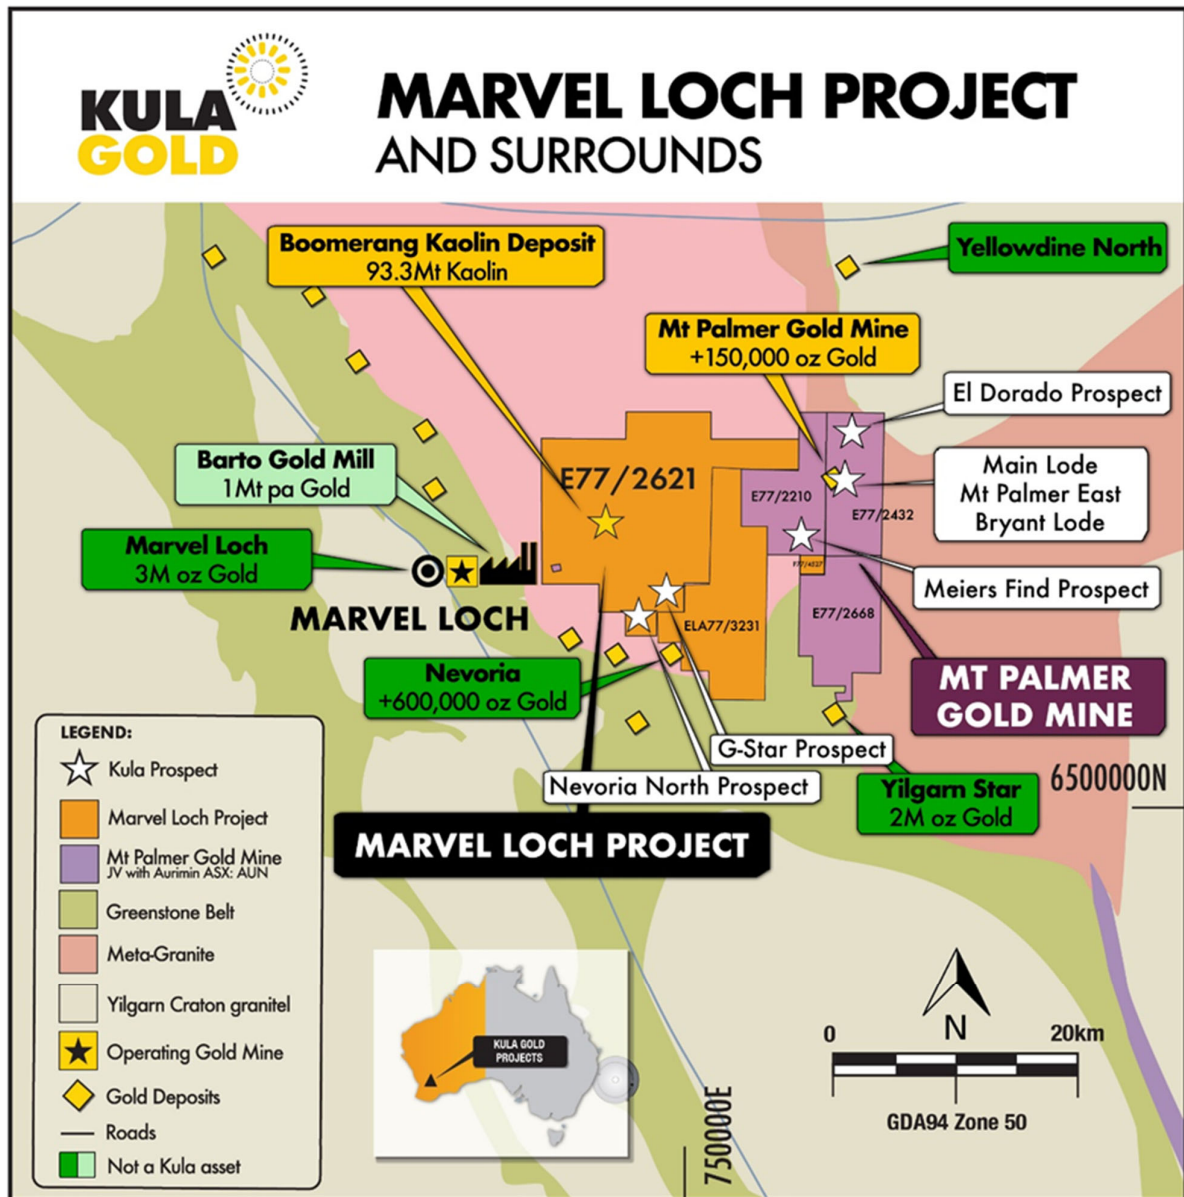 KULA
GOLD
MARVEL LOCH PROJECT
AND SURROUNDS
Boomerang Kaolin Deposit
93.3Mt Kaolin
Yellowdine North
Mt Palmer Gold Mine
+150,000 oz Gold
El Dorado Prospect
Barto Gold Mill
1Mt pa Gold
E77/2621
Main Lode
Mt Palmer East
Bryant Lode
E77/2210
E77/2432
Marvel Loch
3M oz Gold
MARVEL LOCH
Meiers Find Prospect
ELA77/3231
E77/2668
Nevoria
+600,000 oz Gold
MT PALMER
GOLD MINE
G-Star Prospect
Nevoria North Prospect
Yilgarn Star
2M oz Gold
6500000N
MARVEL LOCH PROJECT
LEGEND:
Kula Prospect
Marvel Loch Project
Mt Palmer Gold Mine
JV with Aurimin ASX: AUN
Greenstone Belt
Meta-Granite
Yilgarn Craton granitel
Operating Gold Mine
Gold Deposits
Roads
Not a Kula asset
KULA GOLD
PROJECTS
N
0
20km
GDA94 Zone 50
750000E